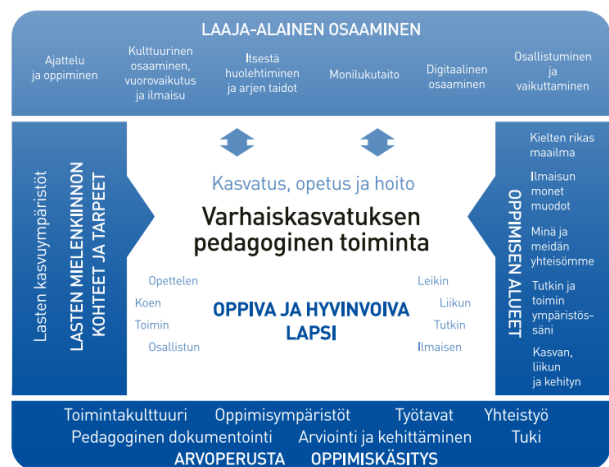 LAAJA-ALAINEN OSAAMINEN
Ajattelu
ja oppiminen
Kulttuurinen
osaaminen,
vuorovaikutus
ja ilmaisu
Itsestä
huolehtiminen
ja arjen taidot
Monilukutaito
Digitaalinen
osaaminen
Osallistuminen
ja
vaikuttaminen
Lasten kasvuympäristöt
LASTEN MIELENKIINNON
KOHTEET JA TARPEET
Kasvatus, opetus ja hoito
Varhaiskasvatuksen
pedagoginen toiminta
Opettelen
Koen
Toimin
Osallistun
OPPIVA JA HYVINVOIVA
LAPSI
Leikin
Liikun
Tutkin
Ilmaisen
OPPIMISEN ALUEET
Kielten rikas
maailma
Ilmaisun
monet
muodot
Minä ja
meidän
yhteisömme
Tutkin ja
toimin
ympäristös-
säni
Kasvan,
liikun
ja kehityn
Toimintakulttuuri Oppimisympäristöt Työtavat Yhteistyö
Pedagoginen dokumentointi Arviointi ja kehittäminen Tuki
ARVOPERUSTA OPPIMISKÄSITYS